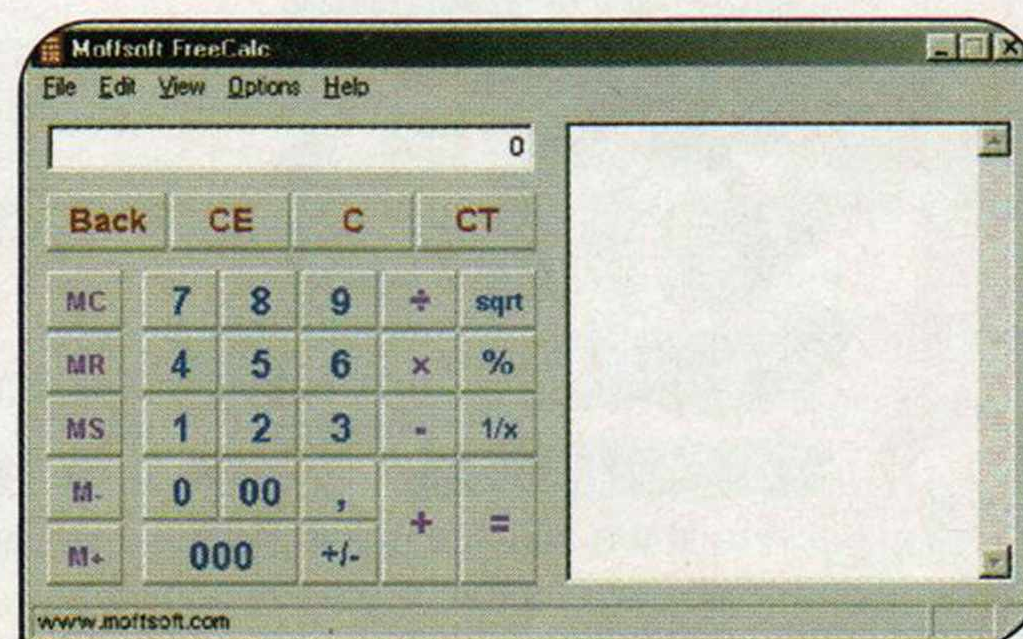 Moffsoft FreeCalc
File Edit View Options Help
0
Back CE C CT
MC 7 8 9 ÷ sqrt
MR 4 5 6 × %
MS 1 2 3 - 1/x
M- 0 00 , + =
M+ 000 +/-
www.moffsoft.com